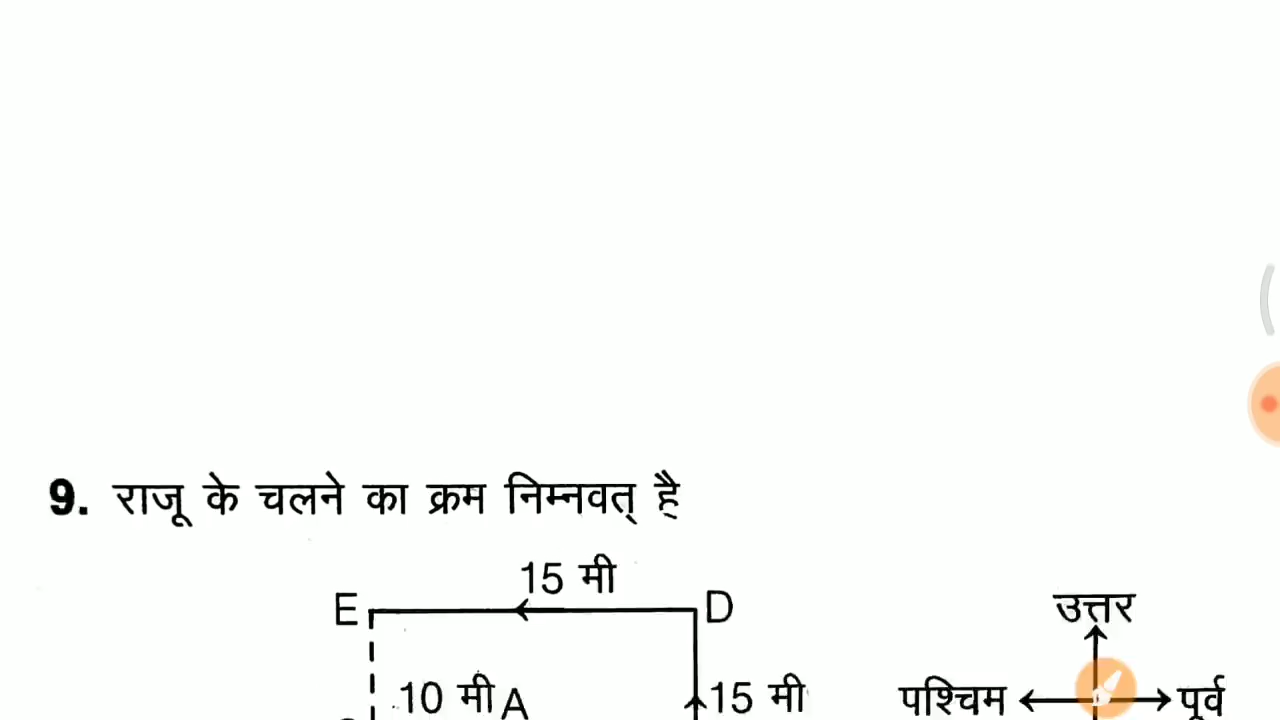 9. राजू के चलने का क्रम निम्नवत् है
15 मी
E D
उत्तर
10 मी A 15 मी पश्चिम पूर्व